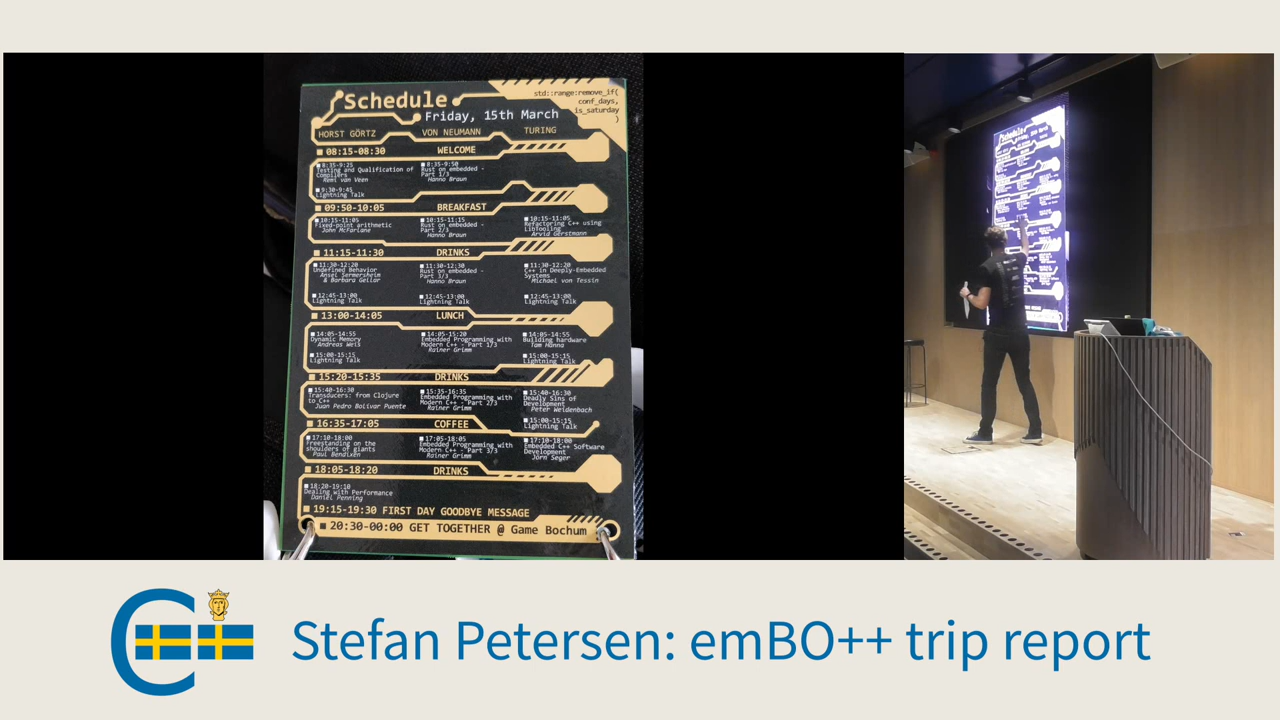 Schedule
std::range:remove_if(
conf_days,
is_saturday
)
Friday, 15th March
HORST GÖRTZ VON NEUMANN TURING
08:15-08:30 WELCOME
8:35-9:25
Testing and Qualification of
Compilers
Remi van Veen
9:30-9:45
Lightning Talk
8:35-9:50
Rust on embedded -
Part 1/3
Hanno Braun
09:50-10:05 BREAKFAST
10:15-11:05
Fixed-point arithmetic
John McFarlane
10:15-11:15
Rust on embedded -
Part 2/3
Hanno Braun
10:15-11:05
Refactoring C++ using
LibTooling
Arvid Gerstmann
11:15-11:30 DRINKS
11:30-12:20
Undefined Behavior
Ansel Sermersheim
& Barbara Geller
12:45-13:00
Lightning Talk
11:30-12:30
Rust on embedded -
Part 3/3
Hanno Braun
12:45-13:00
Lightning Talk
11:30-12:20
C++ in Deeply-Embedded
Systems
Michael von Tessin
12:45-13:00
Lightning Talk
13:00-14:05 LUNCH
14:05-14:55
Dynamic Memory
Andreas Weis
15:00-15:15
Lightning Talk
14:05-15:20
Embedded Programming with
Modern C++ - Part 1/3
Rainer Grimm
14:05-14:55
Building hardware
Tam Hanna
15:00-15:15
Lightning Talk
15:20-15:35 DRINKS
15:40-16:30
Transducers: from Clojure
to C++
Juan Pedro Bolívar Puente
15:35-16:35
Embedded Programming with
Modern C++ - Part 2/3
Rainer Grimm
15:40-16:30
Deadly Sins of
Development
Peter Weidenbach
15:00-15:15
Lightning Talk
16:35-17:05 COFFEE
17:10-18:00
Freestanding on the
shoulders of giants
Paul Bendixen
17:05-18:05
Embedded Programming with
Modern C++ - Part 3/3
Rainer Grimm
17:10-18:00
Embedded C++ Software
Development
Jörn Seger
18:05-18:20 DRINKS
18:20-19:10
Dealing with Performance
Daniel Penning
19:15-19:30 FIRST DAY GOODBYE MESSAGE
20:30-00:00 GET TOGETHER @ Game Bochum
Stefan Petersen: emBO++ trip report